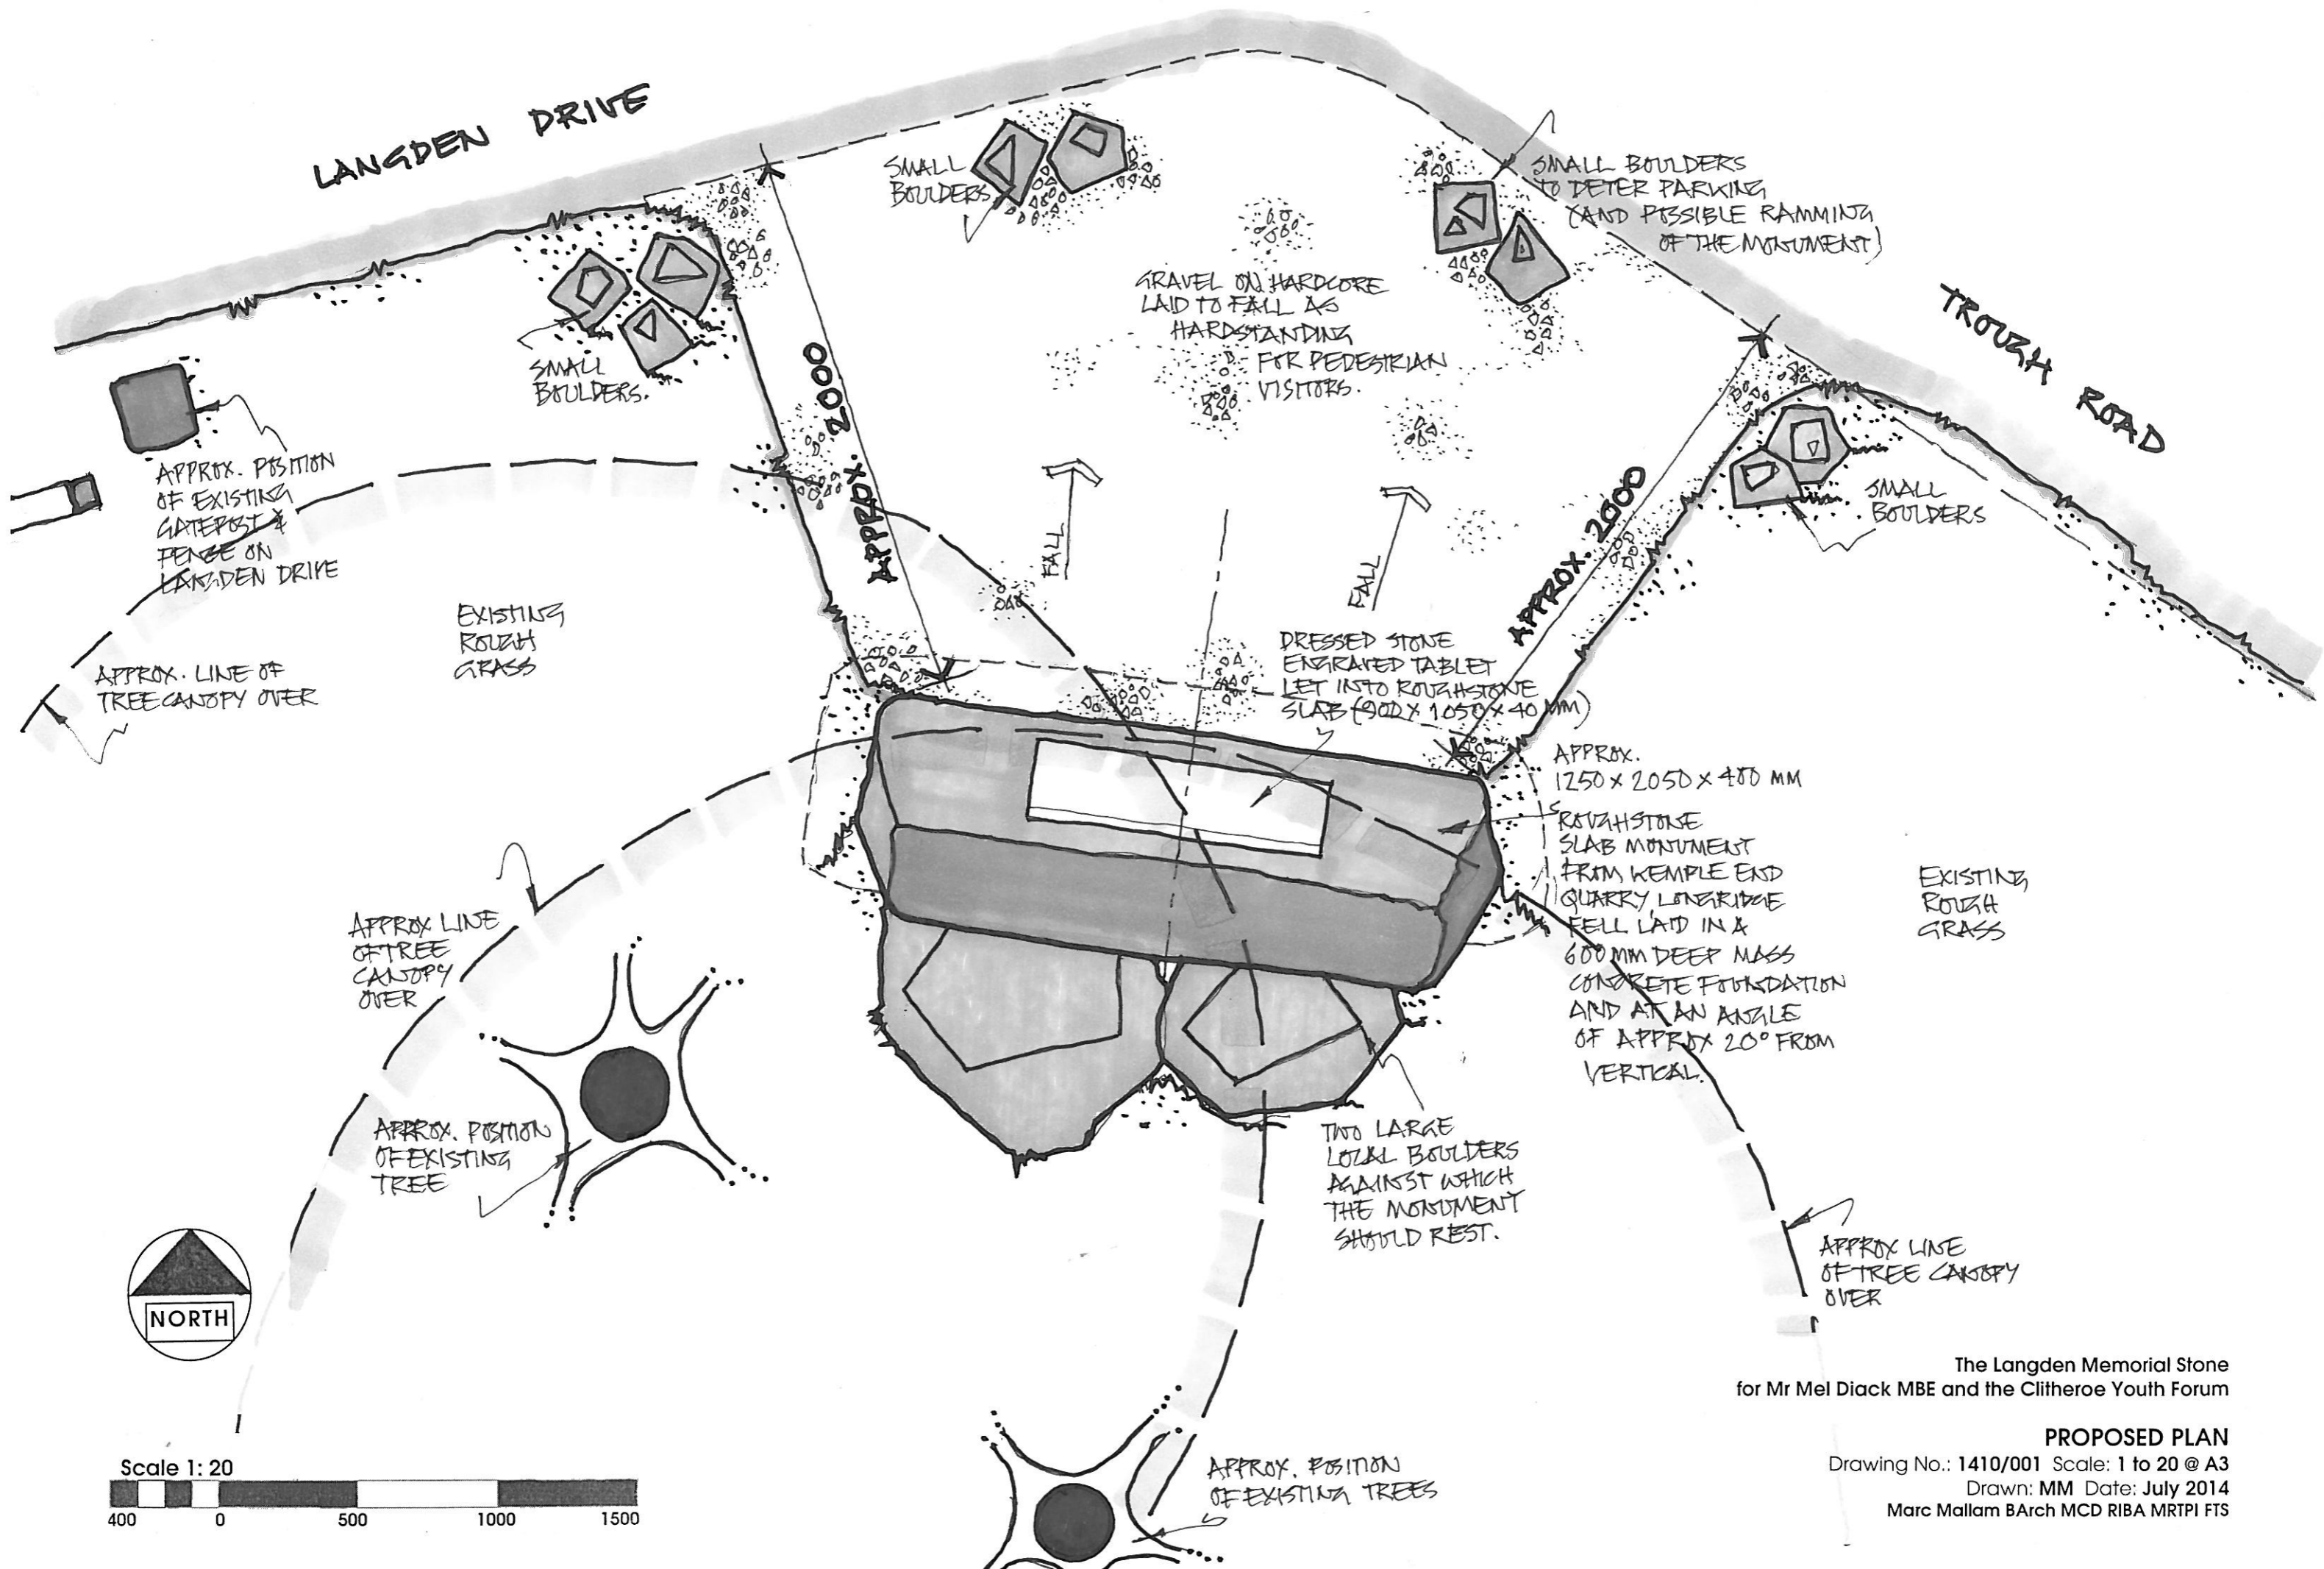 LANGDEN DRIVE
TROUGH ROAD
SMALL
BOULDERS
SMALL BOULDERS
TO DETER PARKING
(AND POSSIBLE RAMMING
OF THE MONUMENT)
GRAVEL ON HARDCORE
LAID TO FALL AS
HARDSTANDING
FOR PEDESTRIAN
VISITORS.
SMALL
BOULDERS.
APPROX. 2000
APPROX. 2000
SMALL
BOULDERS
APPROX. POSITION
OF EXISTING
GATEPOST &
FENCE ON
LANGDEN DRIVE
FALL
FALL
EXISTING
ROUGH
GRASS
APPROX. LINE OF
TREE CANOPY OVER
DRESSED STONE
ENGRAVED TABLET
LET INTO ROUGHSTONE
SLAB (900 X 1050 X 40 MM)
APPROX.
1250 X 2050 X 400 MM
ROUGHSTONE
SLAB MONUMENT
FROM KEMPLE END
QUARRY, LONGRIDGE
FELL LAID IN A
600 MM DEEP MASS
CONCRETE FOUNDATION
AND AT AN ANGLE
OF APPROX 20° FROM
VERTICAL.
EXISTING
ROUGH
GRASS
APPROX LINE
OF TREE
CANOPY
OVER
APPROX. POSITION
OF EXISTING
TREE
TWO LARGE
LOCAL BOULDERS
AGAINST WHICH
THE MONUMENT
SHOULD REST.
APPROX LINE
OF TREE CANOPY
OVER
NORTH
APPROX. POSITION
OF EXISTING TREES
Scale 1: 20
400 0 500 1000 1500
The Langden Memorial Stone
for Mr Mel Diack MBE and the Clitheroe Youth Forum
PROPOSED PLAN
Drawing No.: 1410/001 Scale: 1 to 20 @ A3
Drawn: MM Date: July 2014
Marc Mallam BArch MCD RIBA MRTPI FTS